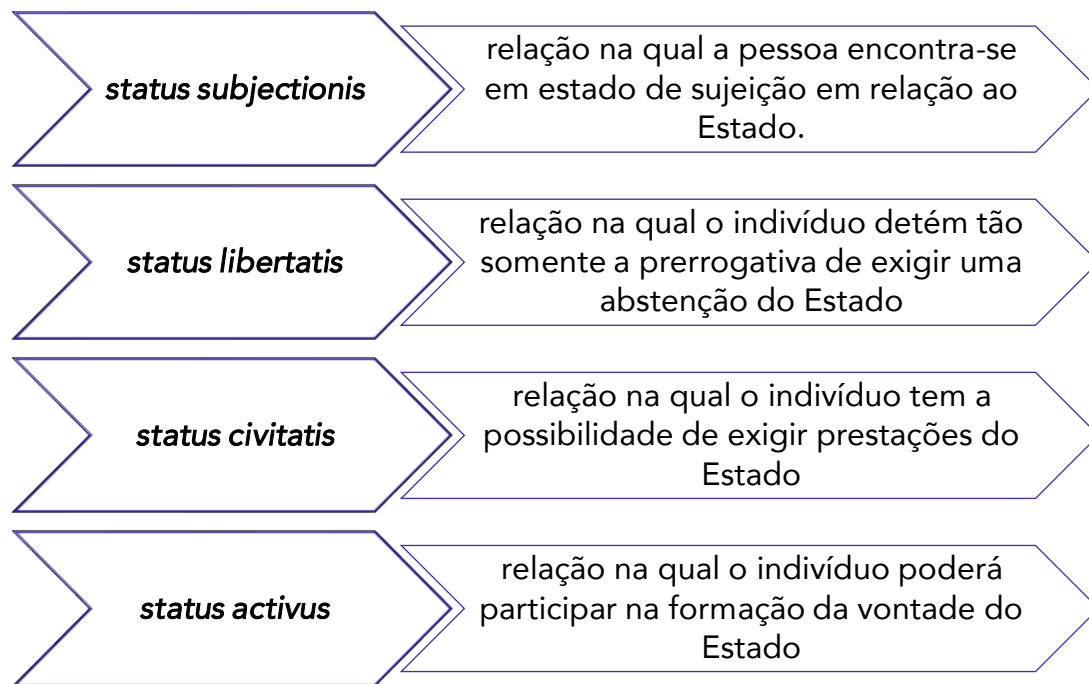 status subjectionis
relação na qual a pessoa encontra-se
em estado de sujeição em relação ao
Estado.
status libertatis
relação na qual o indivíduo detém tão
somente a prerrogativa de exigir uma
abstenção do Estado
status civitatis
relação na qual o indivíduo tem a
possibilidade de exigir prestações do
Estado
status activus
relação na qual o indivíduo poderá
participar na formação da vontade do
Estado